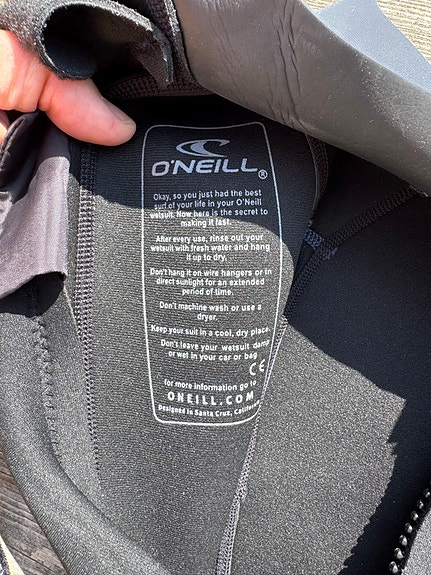 O'NEILL®
Okay, so you just had the best
surf of your life in your O'Neill
wetsuit. Now here is the secret to
making it last.
After every use, rinse out your
wetsuit with fresh water and hang
it up to dry.
Don't hang it on wire hangers or in
direct sunlight for an extended
period of time.
Don't machine wash or use a
dryer.
Keep your suit in a cool, dry place.
Don't leave your wetsuit damp
or wet in your car or bag
CE
for more information go to
ONEILL.COM
Designed in Santa Cruz, California